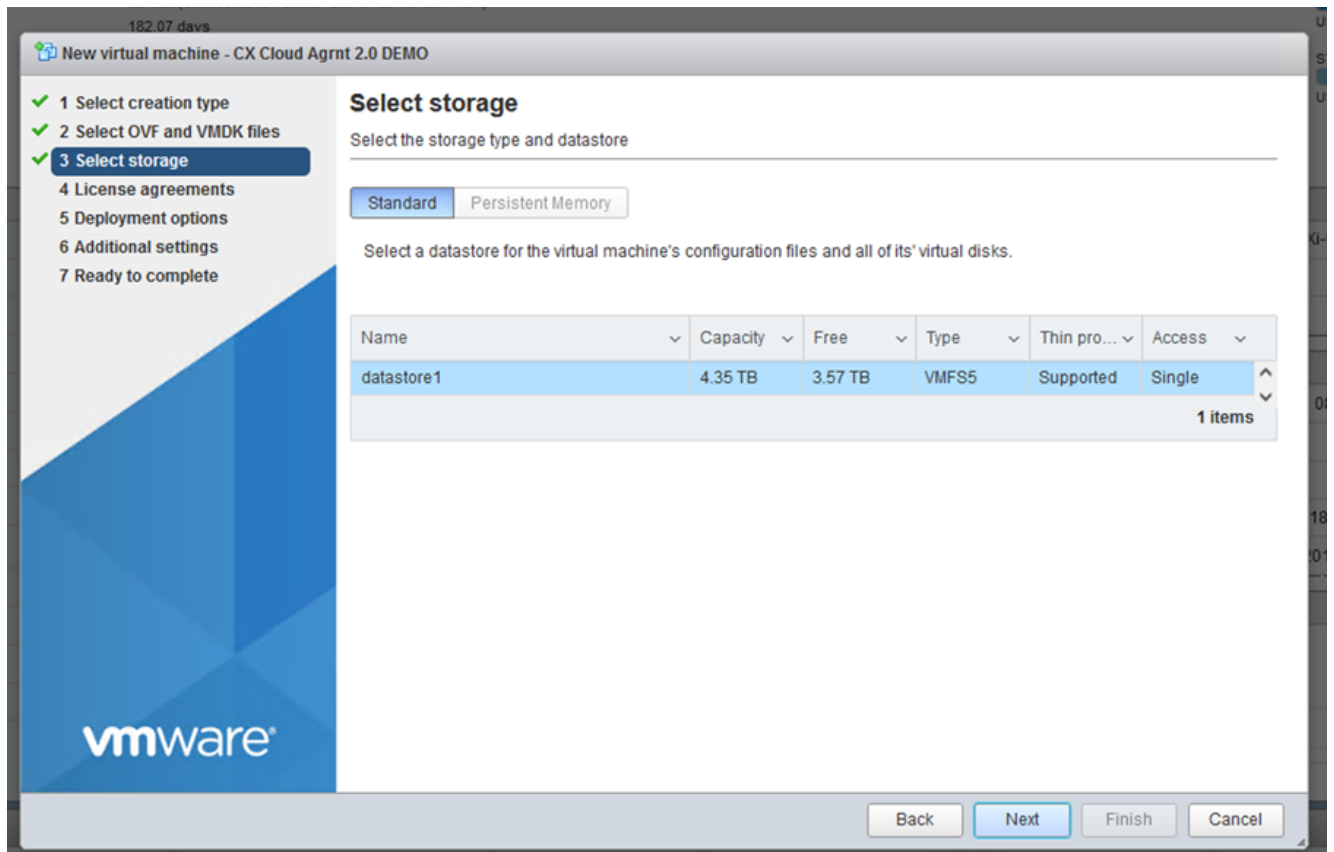 182.07 days
New virtual machine - CX Cloud Agrnt 2.0 DEMO
1 Select creation type
2 Select OVF and VMDK files
3 Select storage
4 License agreements
5 Deployment options
6 Additional settings
7 Ready to complete
vmware®
Select storage
Select the storage type and datastore
Standard Persistent Memory
Select a datastore for the virtual machine's configuration files and all of its' virtual disks.
Name Capacity Free Type Thin pro... Access
datastore1 4.35 TB 3.57 TB VMFS5 Supported Single
1 items
Back Next Finish Cancel